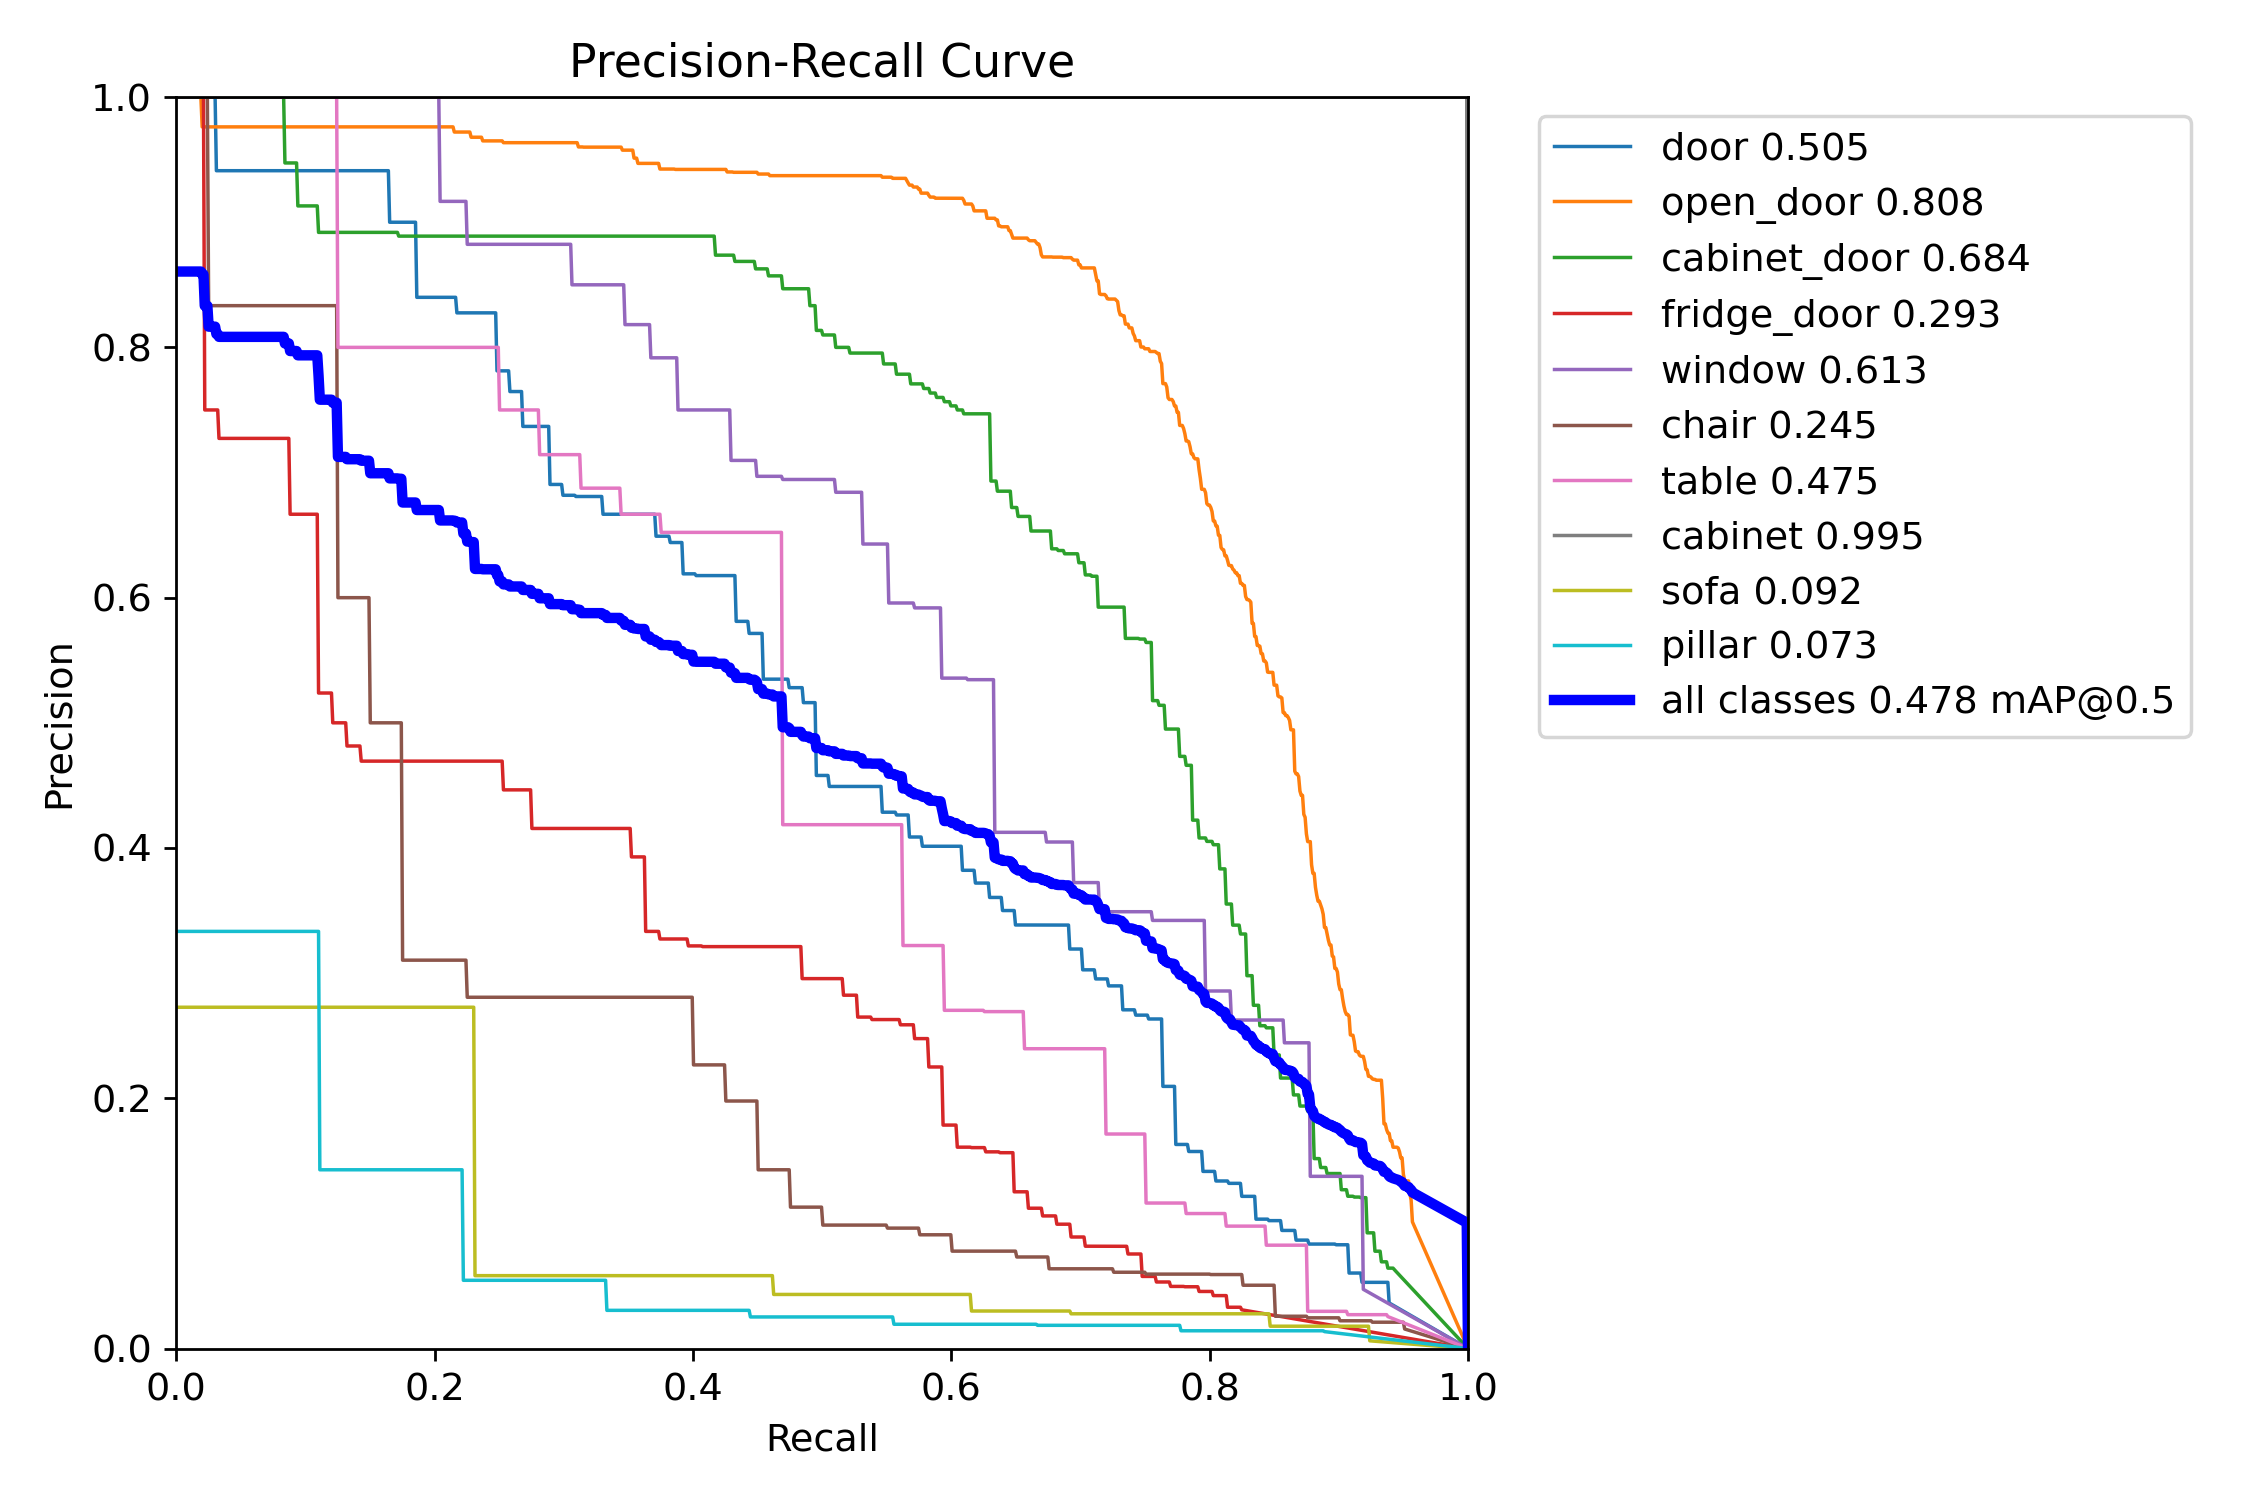 Precision-Recall Curve
1.0
0.8
0.6
0.4
0.2
0.0
Precision
0.0 0.2 0.4 0.6 0.8 1.0
Recall
door 0.505
open_door 0.808
cabinet_door 0.684
fridge_door 0.293
window 0.613
chair 0.245
table 0.475
cabinet 0.995
sofa 0.092
pillar 0.073
all classes 0.478 mAP@0.5